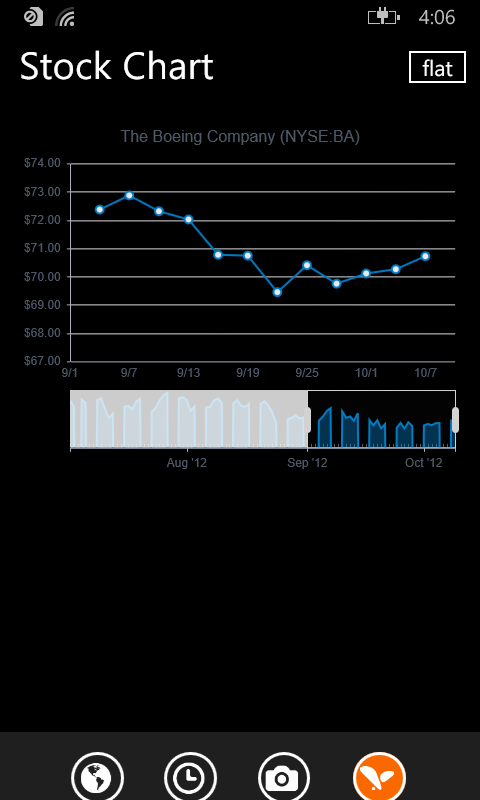 4:06
Stock Chart
flat
The Boeing Company (NYSE:BA)
$74.00
$73.00
$72.00
$71.00
$70.00
$69.00
$68.00
$67.00
9/1 9/7 9/13 9/19 9/25 10/1 10/7
Aug '12 Sep '12 Oct '12